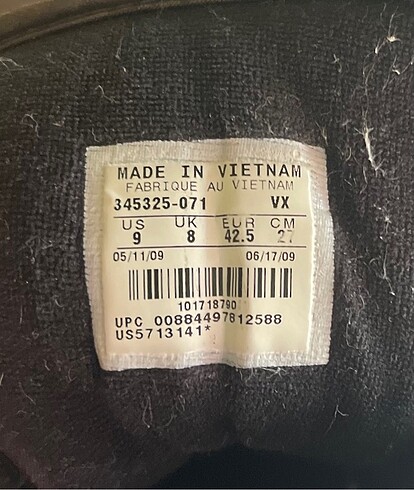 MADE IN VIETNAM
FABRIQUE AU VIETNAM
345325-071 VX
US UK EUR CM
9 8 42.5 27
05/11/09 06/17/09
101718790
UPC 00884497812588
US5713141*